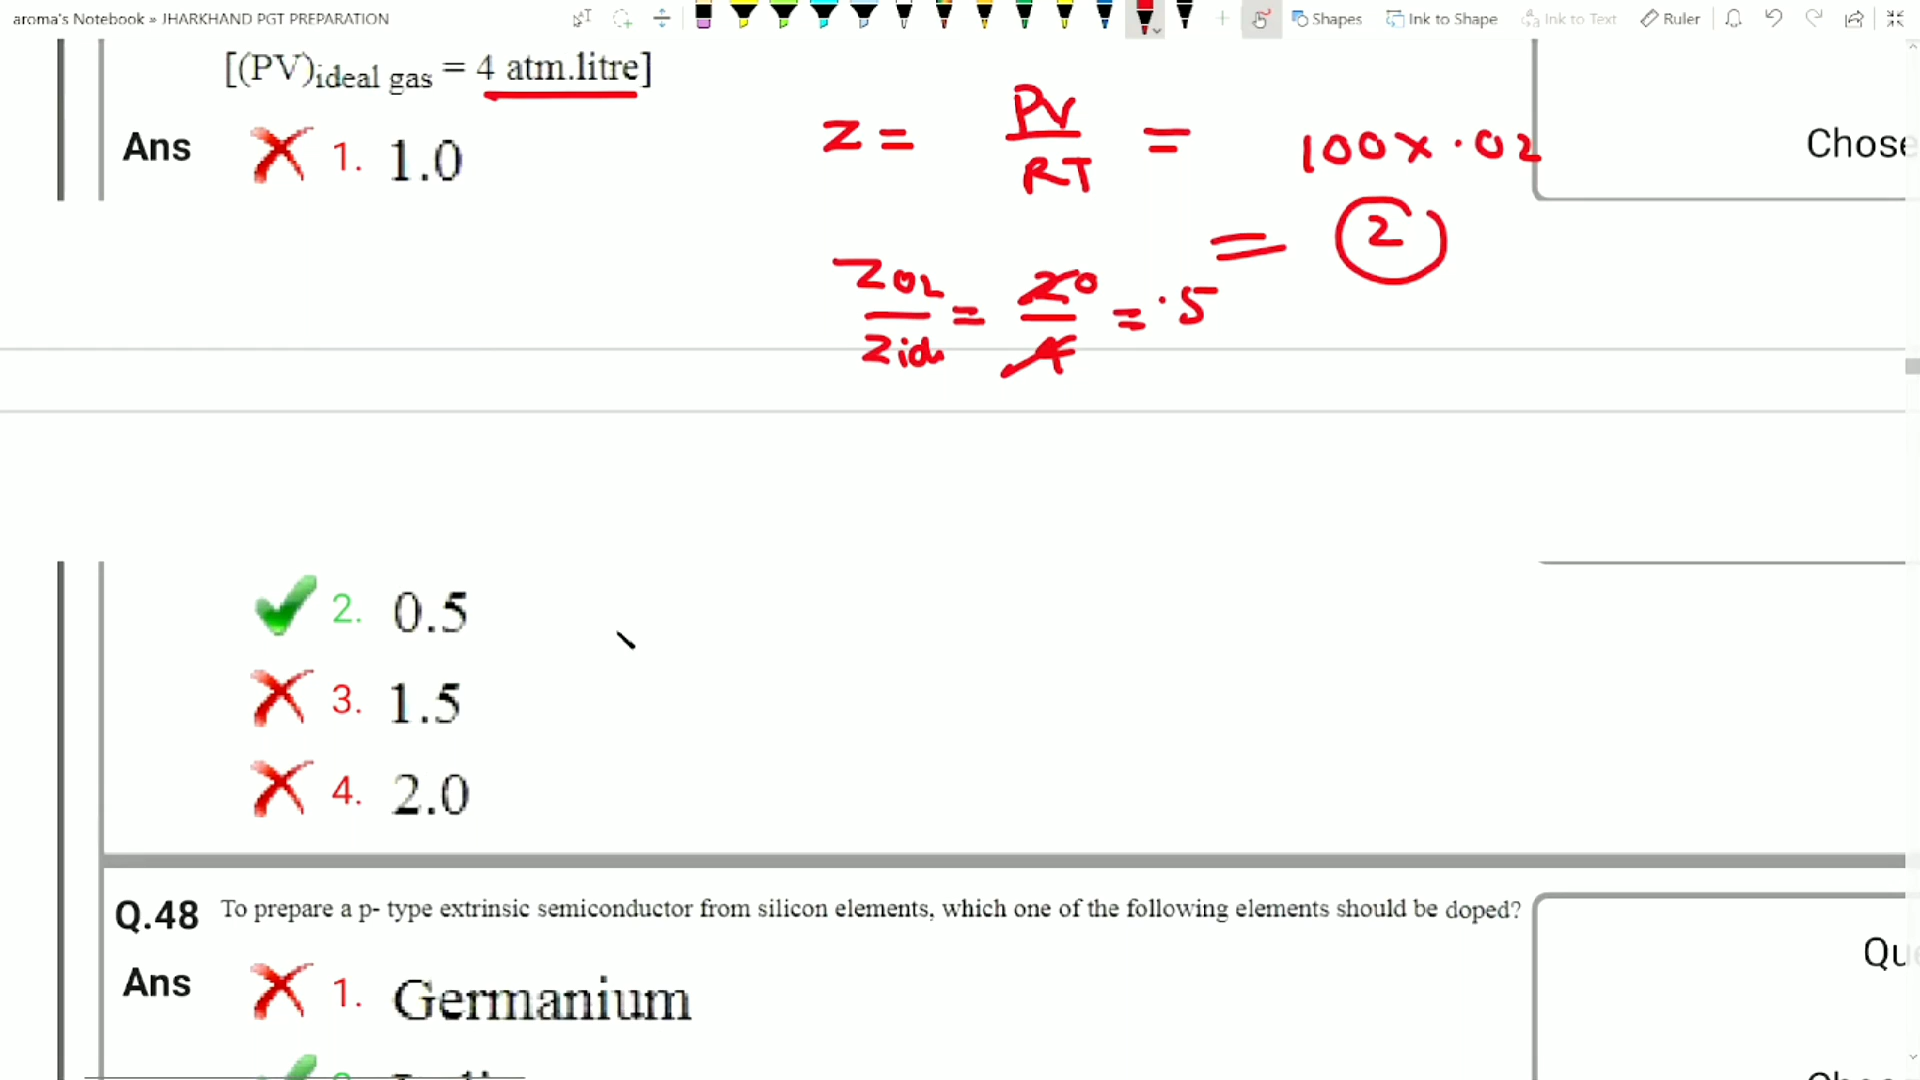 aroma's Notebook » JHARKHAND PGT PREPARATION
Shapes
Ink to Shape
Ink to Text
Ruler
[(PV)ideal gas = 4 atm.litre]
Ans
1. 1.0
Z = PV/RT = 100 x .02
= 2
ZO2/Zid = 20/4 = .5
Chose
2. 0.5
3. 1.5
4. 2.0
Q.48 To prepare a p- type extrinsic semiconductor from silicon elements, which one of the following elements should be doped?
Ans
1. Germanium
Que